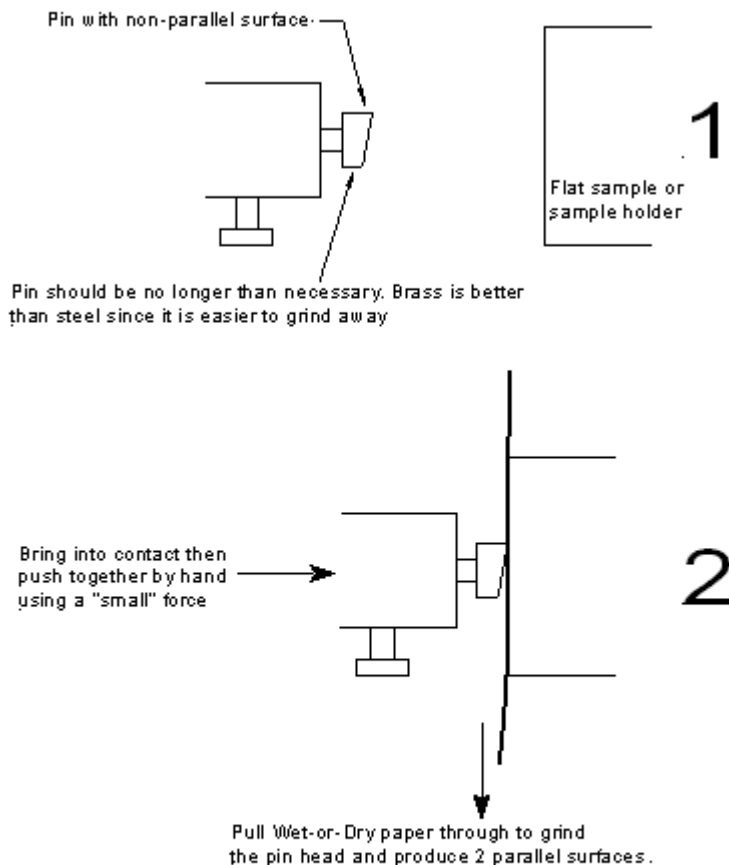 Pin with non-parallel surface
1
Flat sample or
sample holder
Pin should be no longer than necessary. Brass is better
than steel since it is easier to grind away
Bring into contact then
push together by hand
using a "small" force
2
Pull Wet-or-Dry paper through to grind
the pin head and produce 2 parallel surfaces.